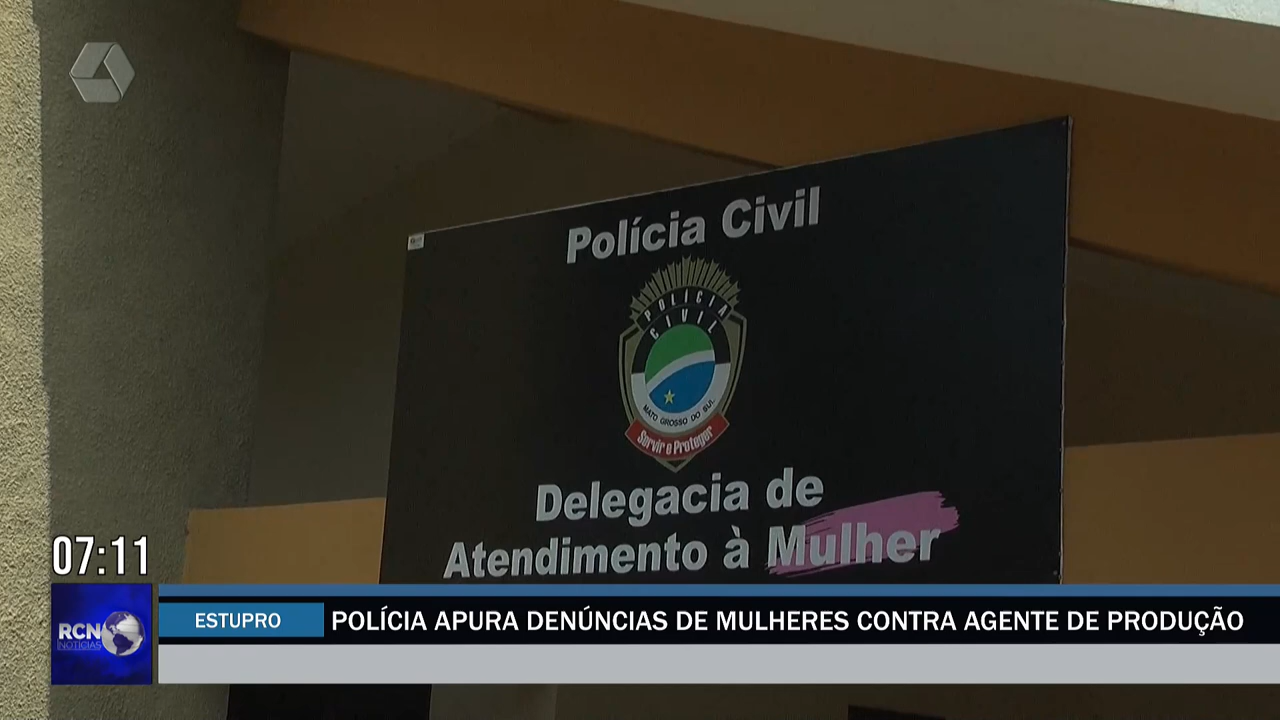 Polícia Civil
POLÍCIA
CIVIL
MATO GROSSO DO SUL
Servir e Proteger
Delegacia de
Atendimento à Mulher
07:11
RCN
NOTÍCIAS
ESTUPRO
POLÍCIA APURA DENÚNCIAS DE MULHERES CONTRA AGENTE DE PRODUÇÃO